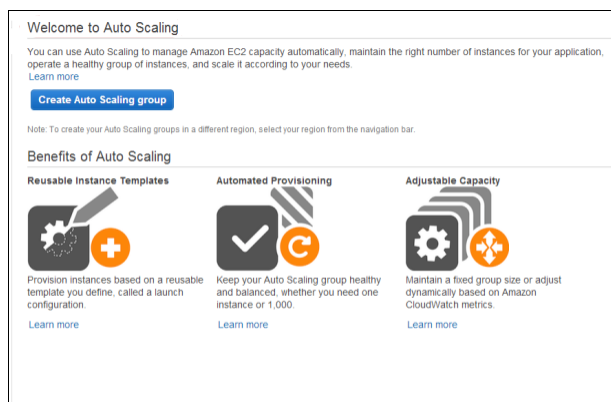 Welcome to Auto Scaling
You can use Auto Scaling to manage Amazon EC2 capacity automatically, maintain the right number of instances for your application,
operate a healthy group of instances, and scale it according to your needs.
Learn more
Create Auto Scaling group
Note: To create your Auto Scaling groups in a different region, select your region from the navigation bar.
Benefits of Auto Scaling
Reusable Instance Templates
Provision instances based on a reusable
template you define, called a launch
configuration.
Learn more
Automated Provisioning
Keep your Auto Scaling group healthy
and balanced, whether you need one
instance or 1,000.
Learn more
Adjustable Capacity
Maintain a fixed group size or adjust
dynamically based on Amazon
CloudWatch metrics.
Learn more